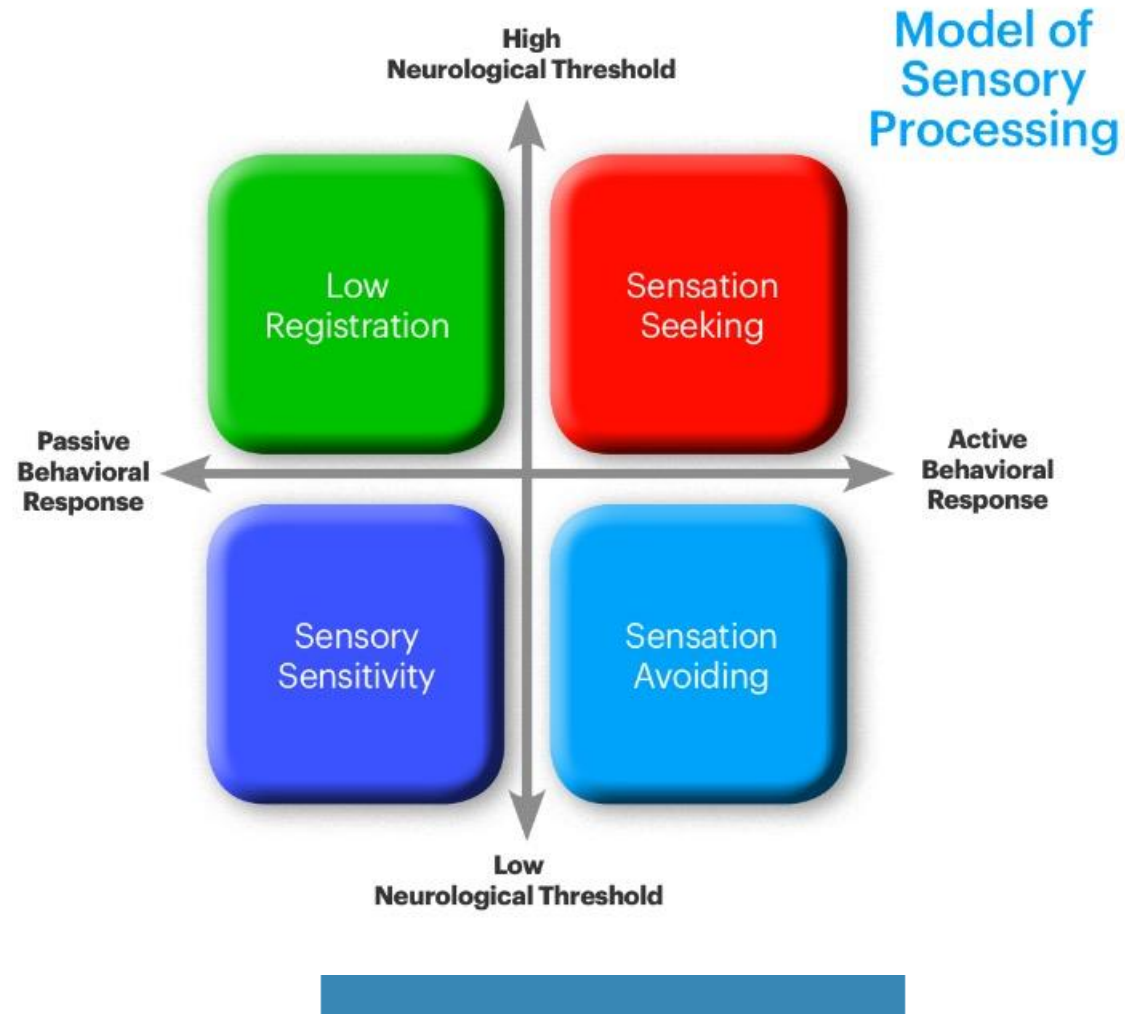 Model of
Sensory
Processing
High
Neurological Threshold
Low
Registration
Sensation
Seeking
Passive
Behavioral
Response
Active
Behavioral
Response
Sensory
Sensitivity
Sensation
Avoiding
Low
Neurological Threshold